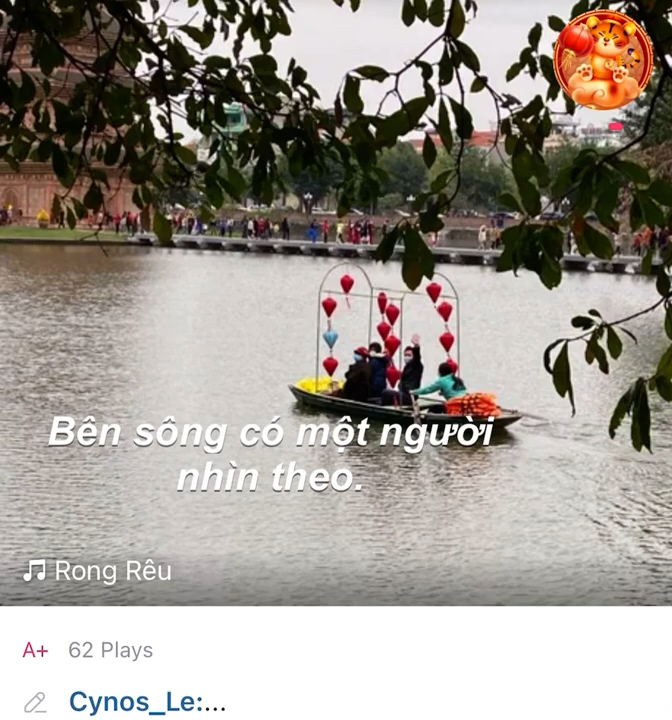 Bên sông có một người
nhìn theo.
Rong Rêu
A+ 62 Plays
Cynos_Le:...